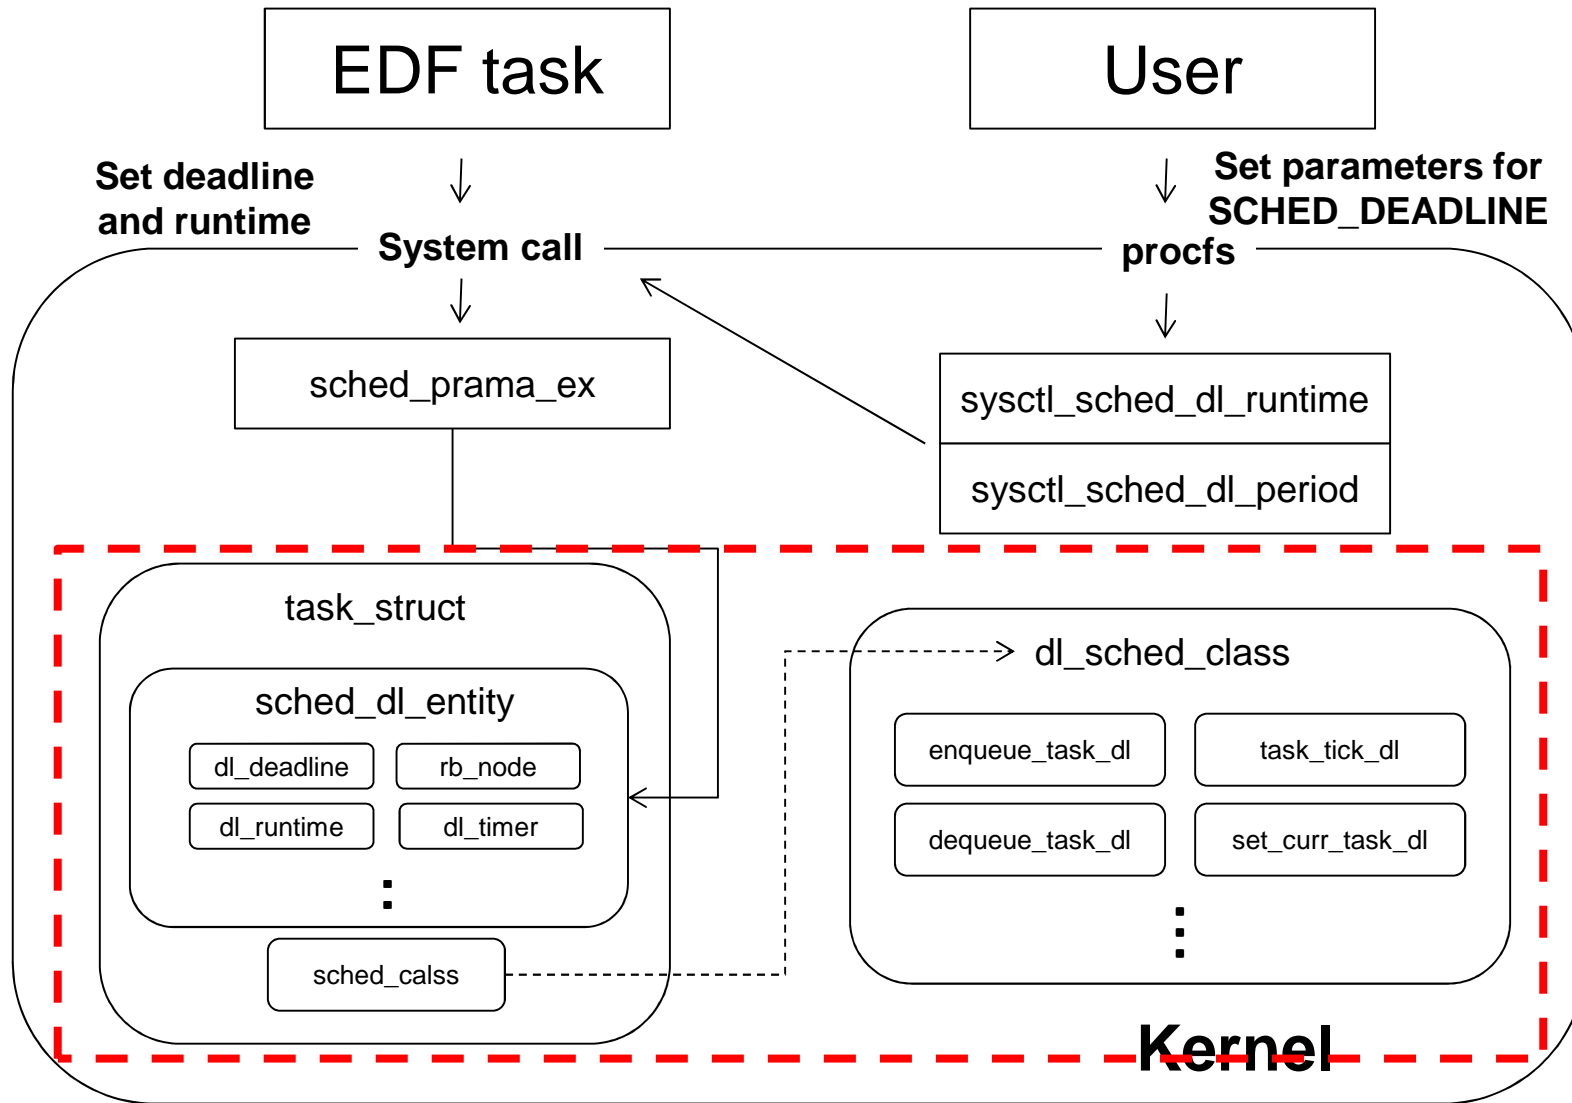 EDF task
User
Set deadline
and runtime
Set parameters for
SCHED_DEADLINE
System call
procfs
sched_prama_ex
sysctl_sched_dl_runtime
sysctl_sched_dl_period
task_struct
sched_dl_entity
dl_deadline
rb_node
dl_runtime
dl_timer
:
sched_calss
dl_sched_class
enqueue_task_dl
task_tick_dl
dequeue_task_dl
set_curr_task_dl
⋮
Kernel